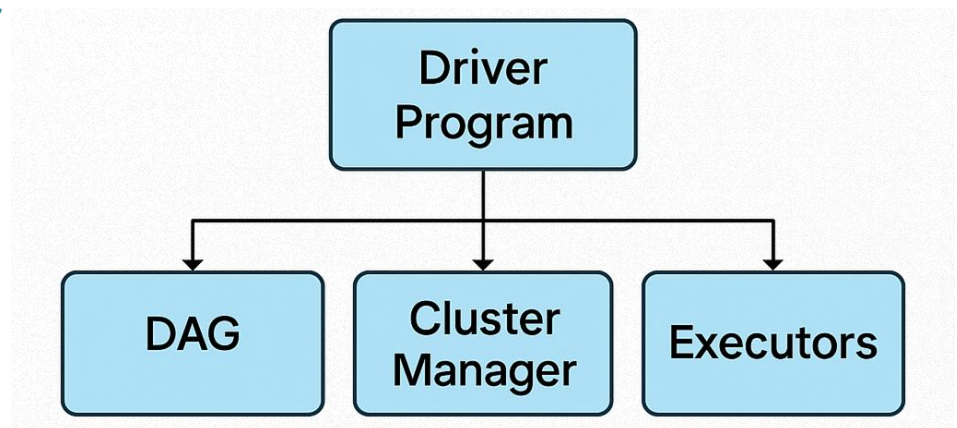 Driver
Program
DAG
Cluster
Manager
Executors